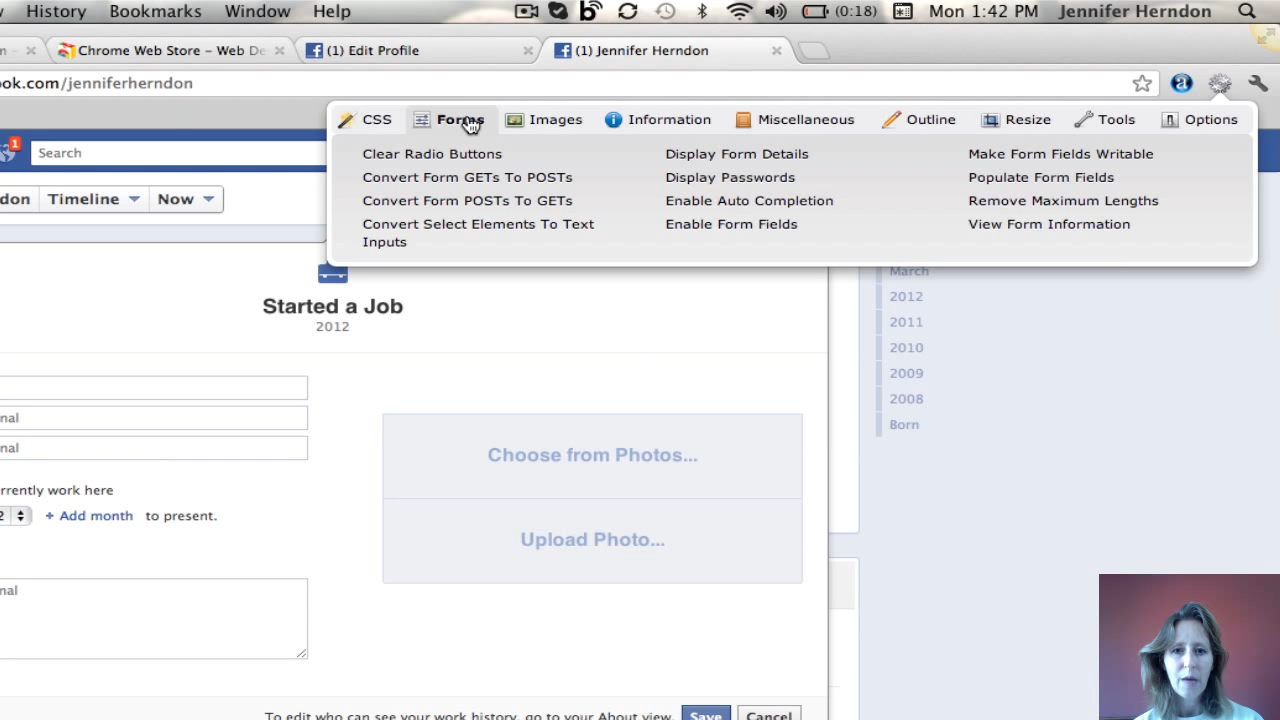 History Bookmarks Window Help (0:18) Mon 1:42 PM Jennifer Herndon
Chrome Web Store – Web De (1) Edit Profile (1) Jennifer Herndon
ook.com/jenniferherndon
CSS Forms Images Information Miscellaneous Outline Resize Tools Options
1
Search
Clear Radio Buttons Display Form Details Make Form Fields Writable
Convert Form GETs To POSTs Display Passwords Populate Form Fields
don Timeline Now
Convert Form POSTs To GETs Enable Auto Completion Remove Maximum Lengths
Convert Select Elements To Text Enable Form Fields View Form Information
Inputs
March
2012
Started a Job
2012
2011
2010
2009
2008
Born
nal
nal
Choose from Photos...
rrently work here
2 + Add month to present.
Upload Photo...
nal
To edit who can see your work history, go to your About view. Save Cancel